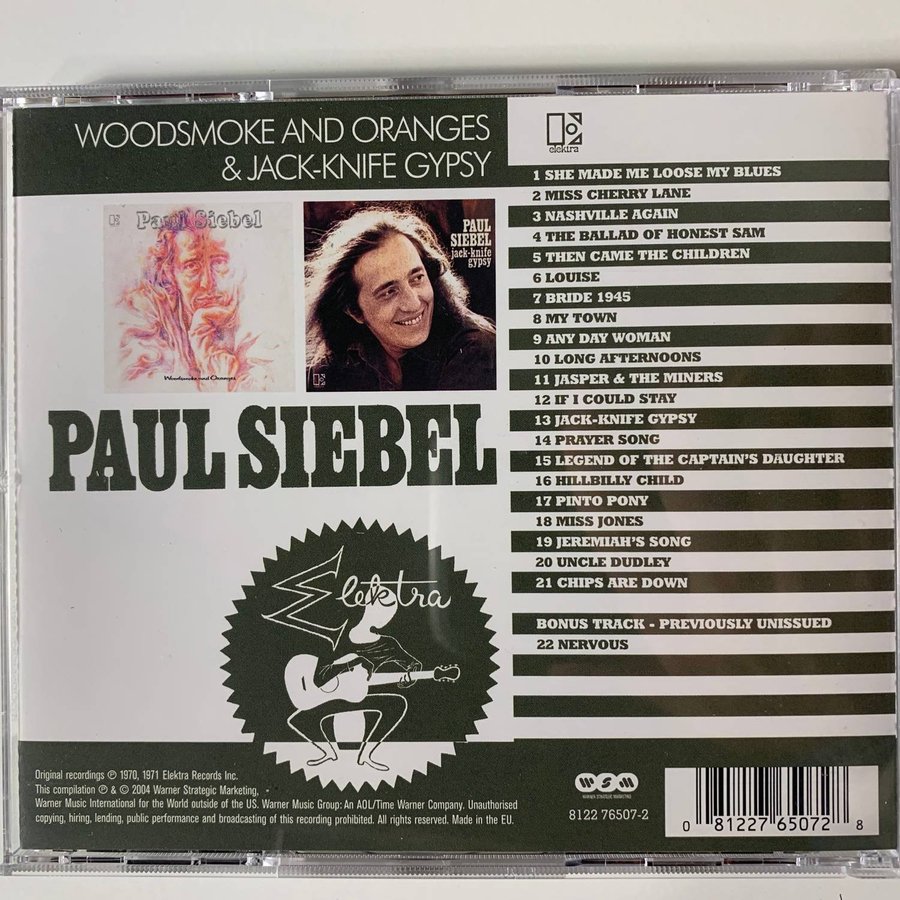 WOODSMOKE AND ORANGES
& JACK-KNIFE GYPSY
Paul Siebel
Woodsmoke and Oranges
PAUL
SIEBEL
jack-knife
gypsy
PAUL SIEBEL
Elektra
elektra
1 SHE MADE ME LOOSE MY BLUES
2 MISS CHERRY LANE
3 NASHVILLE AGAIN
4 THE BALLAD OF HONEST SAM
5 THEN CAME THE CHILDREN
6 LOUISE
7 BRIDE 1945
8 MY TOWN
9 ANY DAY WOMAN
10 LONG AFTERNOONS
11 JASPER & THE MINERS
12 IF I COULD STAY
13 JACK-KNIFE GYPSY
14 PRAYER SONG
15 LEGEND OF THE CAPTAIN'S DAUGHTER
16 HILLBILLY CHILD
17 PINTO PONY
18 MISS JONES
19 JEREMIAH'S SONG
20 UNCLE DUDLEY
21 CHIPS ARE DOWN
BONUS TRACK - PREVIOUSLY UNISSUED
22 NERVOUS
Original recordings ℗ 1970, 1971 Elektra Records Inc.
This compilation ℗ & © 2004 Warner Strategic Marketing,
Warner Music International for the World outside of the US. Warner Music Group: An AOL/Time Warner Company. Unauthorised
copying, hiring, lending, public performance and broadcasting of this recording prohibited. All rights reserved. Made in the EU.
WSM
WARNER STRATEGIC MARKETING
8122 76507-2
0 81227 65072 8